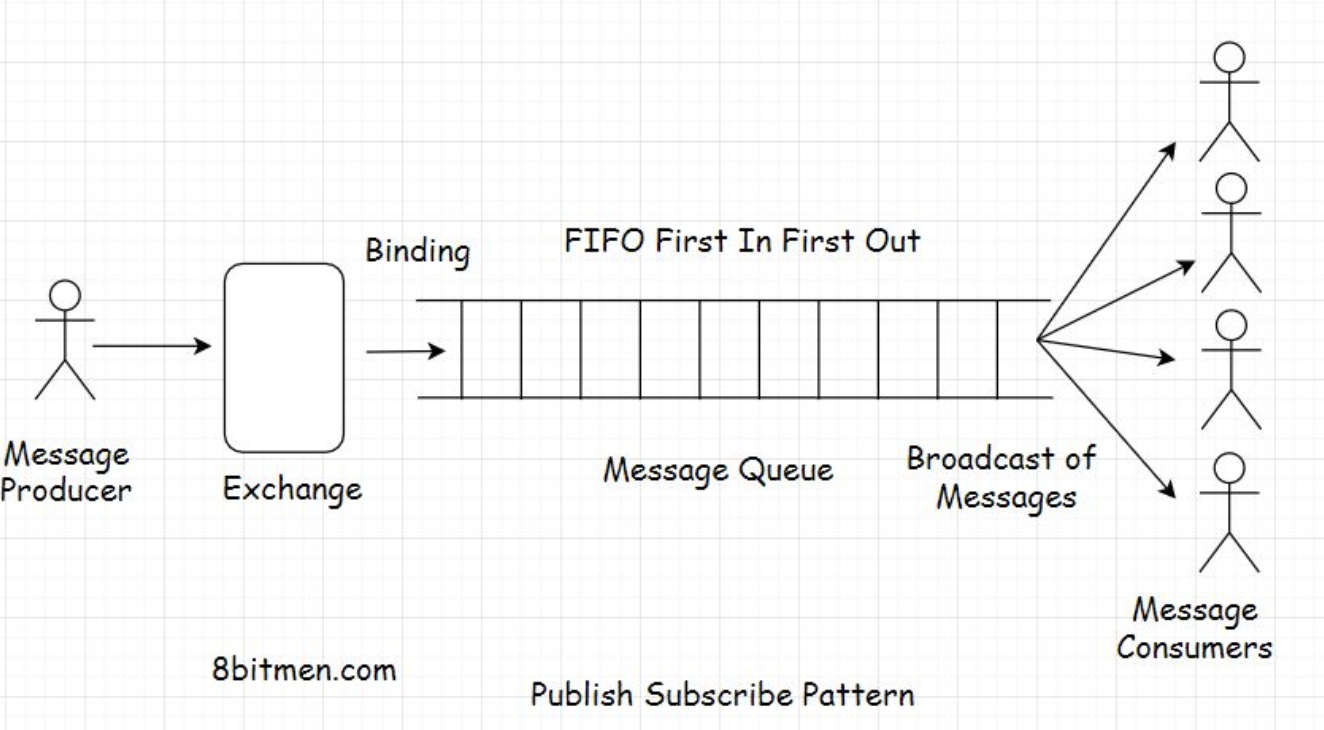 Binding
FIFO First In First Out
Message
Producer
Exchange
Message Queue
Broadcast of
Messages
Message
Consumers
8bitmen.com
Publish Subscribe Pattern